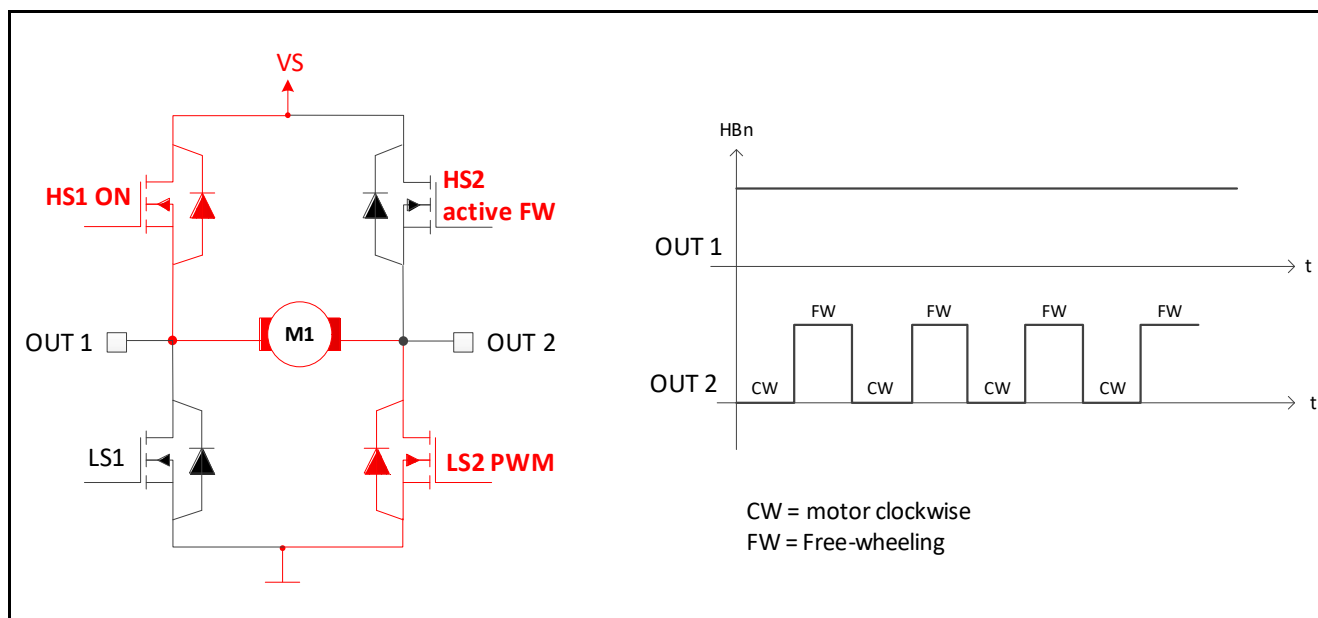 VS
HS1 ON
HS2
active FW
OUT 1
M1
OUT 2
LS1
LS2 PWM
HBn
OUT 1
t
FW FW FW FW
OUT 2
CW CW CW CW
t
CW = motor clockwise
FW = Free-wheeling